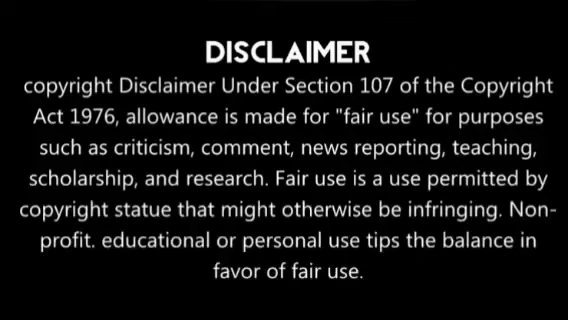 DISCLAIMER
copyright Disclaimer Under Section 107 of the Copyright
Act 1976, allowance is made for "fair use" for purposes
such as criticism, comment, news reporting, teaching,
scholarship, and research. Fair use is a use permitted by
copyright statue that might otherwise be infringing. Non-
profit. educational or personal use tips the balance in
favor of fair use.